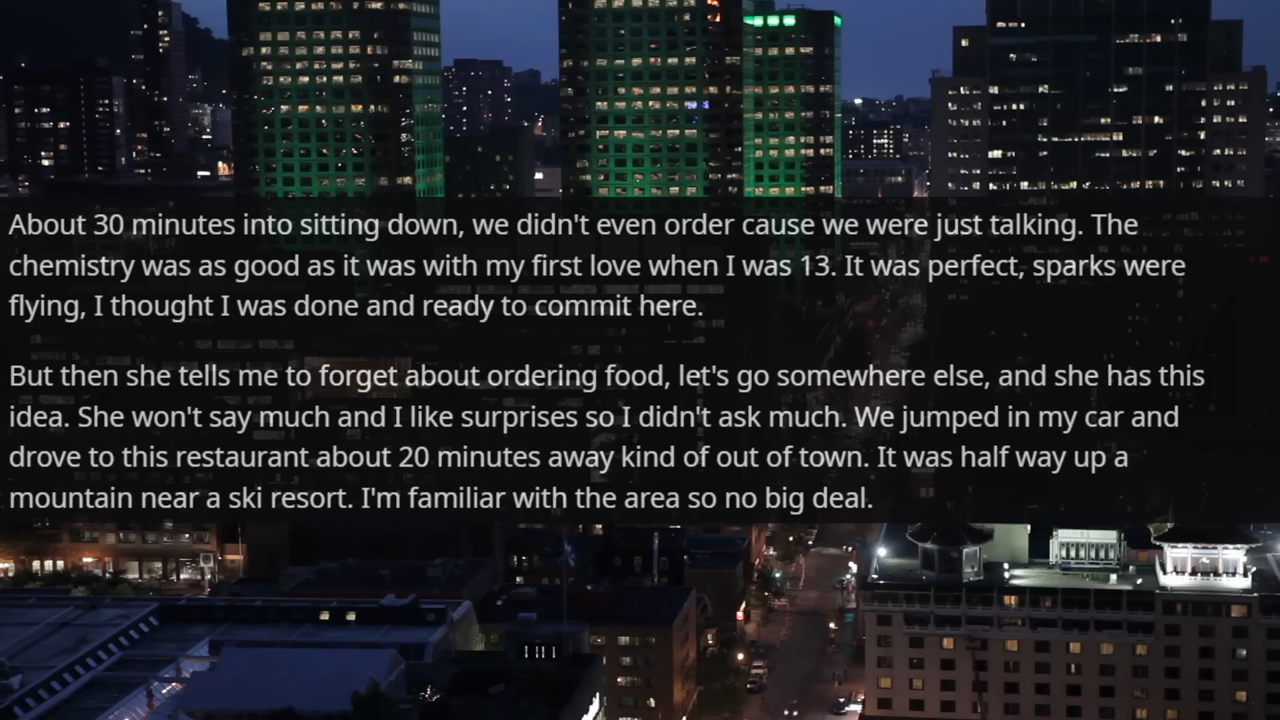 About 30 minutes into sitting down, we didn't even order cause we were just talking. The
chemistry was as good as it was with my first love when I was 13. It was perfect, sparks were
flying, I thought I was done and ready to commit here.
But then she tells me to forget about ordering food, let's go somewhere else, and she has this
idea. She won't say much and I like surprises so I didn't ask much. We jumped in my car and
drove to this restaurant about 20 minutes away kind of out of town. It was half way up a
mountain near a ski resort. I'm familiar with the area so no big deal.